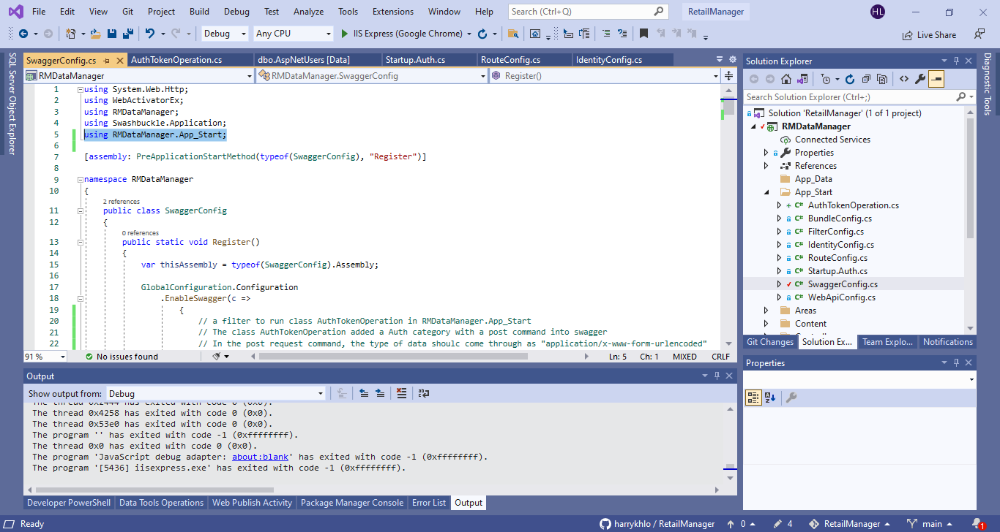 File Edit View Git Project Build Debug Test Analyze Tools Extensions Window Help Search (Ctrl+Q) RetailManager HL
Debug Any CPU IIS Express (Google Chrome) Live Share
SQL Server Object Explorer
SwaggerConfig.cs AuthTokenOperation.cs dbo.AspNetUsers [Data] Startup.Auth.cs RouteConfig.cs IdentityConfig.cs
RMDataManager RMDataManager.SwaggerConfig Register()
1 using System.Web.Http;
2 using WebActivatorEx;
3 using RMDataManager;
4 using Swashbuckle.Application;
5 using RMDataManager.App_Start;
6
7 [assembly: PreApplicationStartMethod(typeof(SwaggerConfig), "Register")]
8
9 namespace RMDataManager
10 {
2 references
11 public class SwaggerConfig
12 {
0 references
13 public static void Register()
14 {
15 var thisAssembly = typeof(SwaggerConfig).Assembly;
16
17 GlobalConfiguration.Configuration
18 .EnableSwagger(c =>
19 {
20 // a filter to run class AuthTokenOperation in RMDataManager.App_Start
21 // The class AuthTokenOperation added a Auth category with a post command into swagger
22 // In the post request command, the type of data shoulc come through as "application/x-www-form-urlencoded"
91 % No issues found Ln: 5 Ch: 1 MIXED CRLF
Output
Show output from: Debug
The thread 0x2444 has exited with code 0 (0x0).
The thread 0x4258 has exited with code 0 (0x0).
The thread 0x53e0 has exited with code 0 (0x0).
The program '' has exited with code -1 (0xffffffff).
The thread 0x0 has exited with code 0 (0x0).
The program 'JavaScript debug adapter: about:blank' has exited with code -1 (0xffffffff).
The program '[5436] iisexpress.exe' has exited with code -1 (0xffffffff).
Developer PowerShell Data Tools Operations Web Publish Activity Package Manager Console Error List Output
Solution Explorer
Search Solution Explorer (Ctrl+;)
Solution 'RetailManager' (1 of 1 project)
RMDataManager
Connected Services
Properties
References
App_Data
App_Start
C# AuthTokenOperation.cs
C# BundleConfig.cs
C# FilterConfig.cs
C# IdentityConfig.cs
C# RouteConfig.cs
C# Startup.Auth.cs
C# SwaggerConfig.cs
C# WebApiConfig.cs
Areas
Content
Git Changes Solution Ex... Team Explo... Notifications
Properties
Diagnostic Tools
Ready harrykhlo / RetailManager 0 4 RetailManager main 1